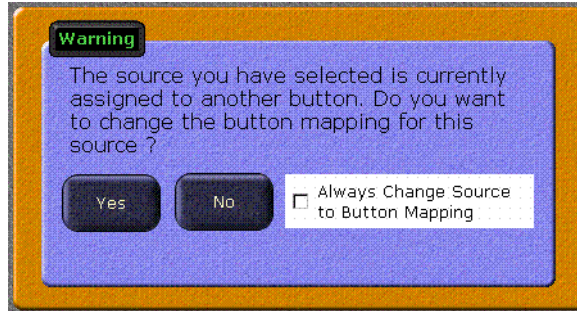 Warning
The source you have selected is currently
assigned to another button. Do you want
to change the button mapping for this
source ?
Yes
No
Always Change Source
to Button Mapping